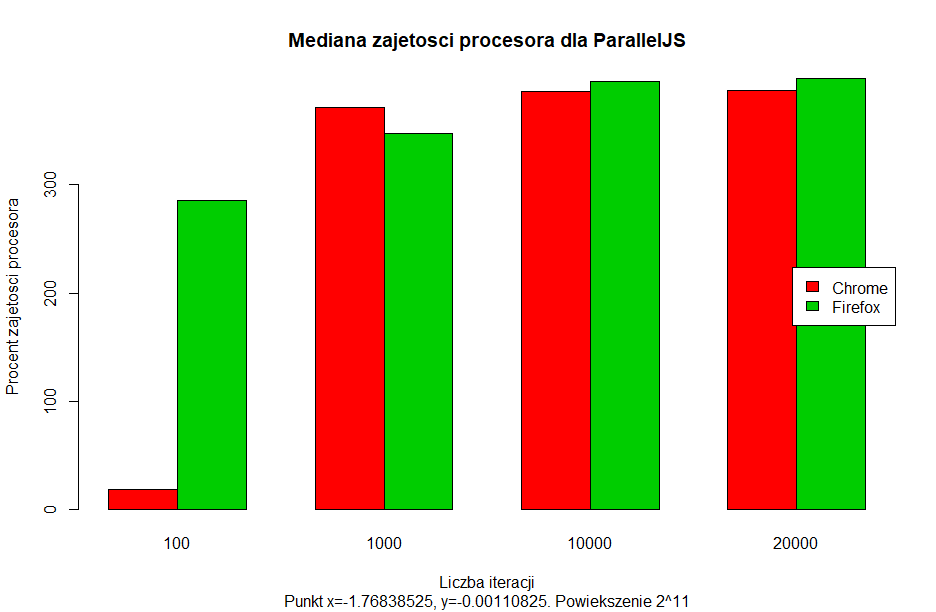 Mediana zajetosci procesora dla ParallelJS
Procent zajetosci procesora
300
200
100
0
Chrome
Firefox
100 1000 10000 20000
Liczba iteracji
Punkt x=-1.76838525, y=-0.00110825. Powiekszenie 2^11